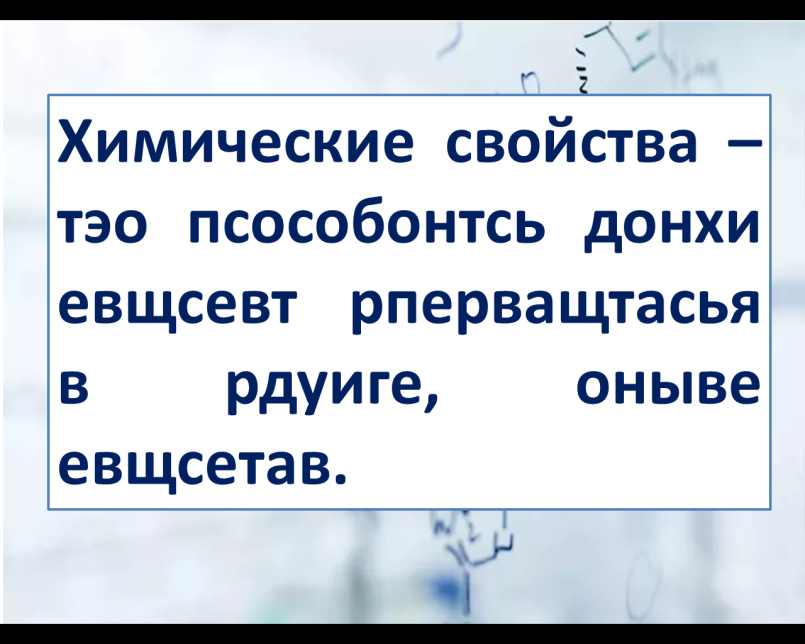 Химические свойства –
тэо псособонтсь донхи
евщсевт рперващтасья
в рдуиге, оныве
евщсетав.